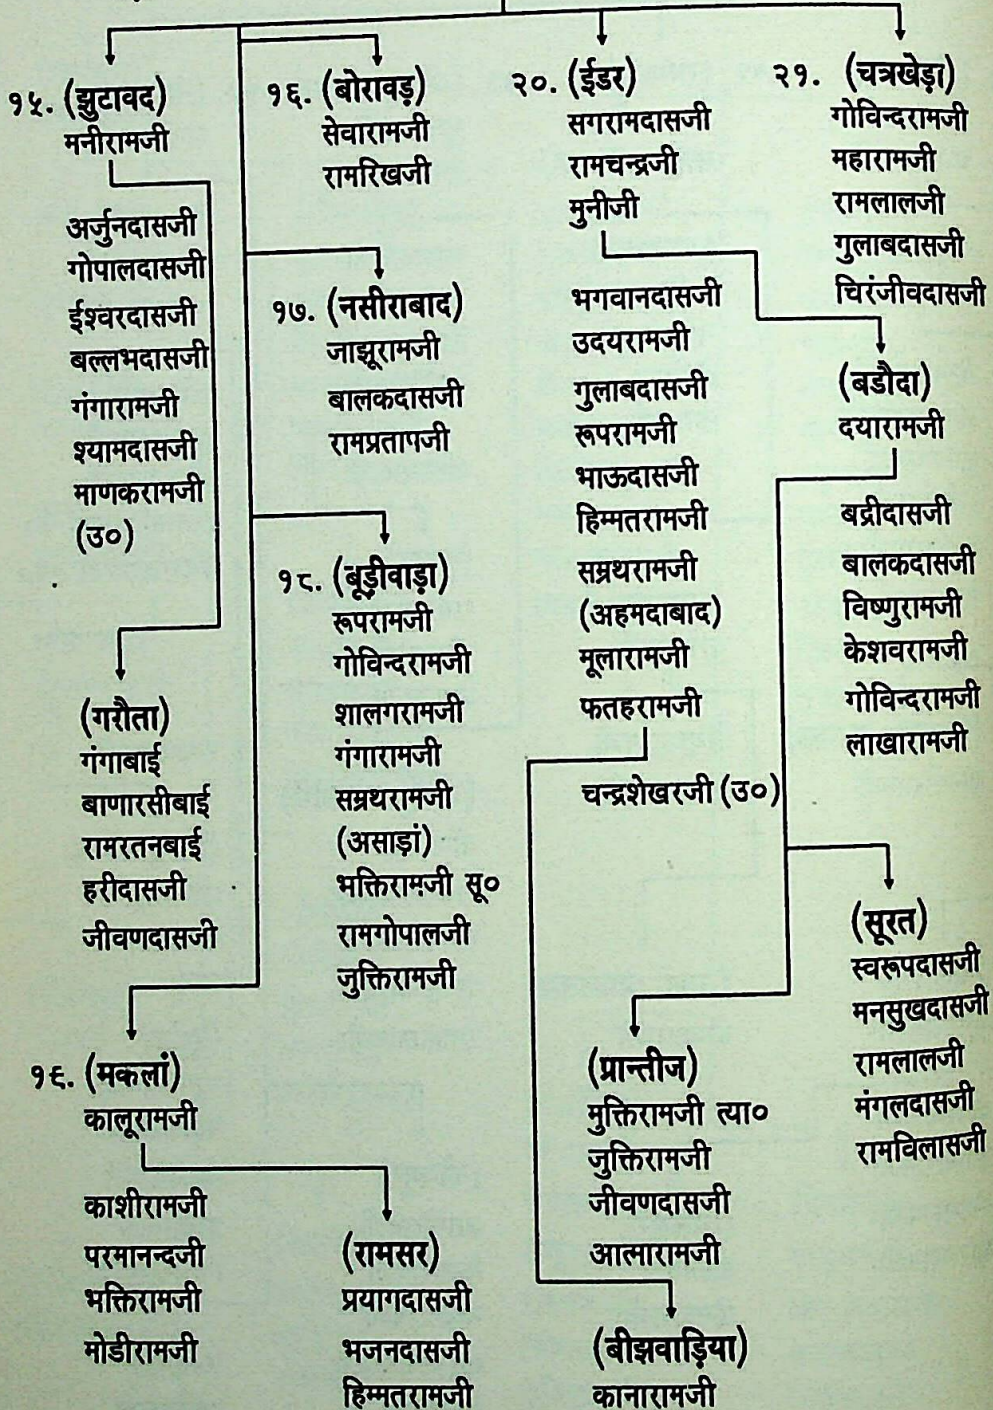 १५. (झुटावद)
मनीरामजी
अर्जुनदासजी
गोपालदासजी
ईश्वरदासजी
बल्लभदासजी
गंगारामजी
श्यामदासजी
माणकरामजी
(उ०)
(गरौता)
गंगाबाई
बाणारसीबाई
रामरतनबाई
हरीदासजी
जीवणदासजी
१६. (बोरावड़)
सेवारामजी
रामरिखजी
१७. (नसीराबाद)
जाझूरामजी
बालकदासजी
रामप्रतापजी
१८. (बूड़ीवाड़ा)
रूपरामजी
गोविन्दरामजी
शालगरामजी
गंगारामजी
सम्रथरामजी
(असाड़ां)
भक्तिरामजी सू०
रामगोपालजी
जुक्तिरामजी
१९. (मकलां)
कालूरामजी
काशीरामजी
परमानन्दजी
भक्तिरामजी
मोडीरामजी
(रामसर)
प्रयागदासजी
भजनदासजी
हिम्मतरामजी
२०. (ईडर)
सगरामदासजी
रामचन्द्रजी
मुनीजी
भगवानदासजी
उदयरामजी
गुलाबदासजी
रूपरामजी
भाऊदासजी
हिम्मतरामजी
सम्रथरामजी
(अहमदाबाद)
मूलारामजी
फतहरामजी
चन्द्रशेखरजी (उ०)
(बीझवाड़िया)
कानारामजी
(बडौदा)
दयारामजी
बद्रीदासजी
बालकदासजी
विष्णुरामजी
केशवरामजी
गोविन्दरामजी
लाखारामजी
(प्रान्तीज)
मुक्तिरामजी त्या०
जुक्तिरामजी
जीवणदासजी
आत्मारामजी
(सूरत)
स्वरूपदासजी
मनसुखदासजी
रामलालजी
मंगलदासजी
रामविलासजी
२१. (चत्रखेड़ा)
गोविन्दरामजी
महारामजी
रामलालजी
गुलाबदासजी
चिरंजीवदासजी